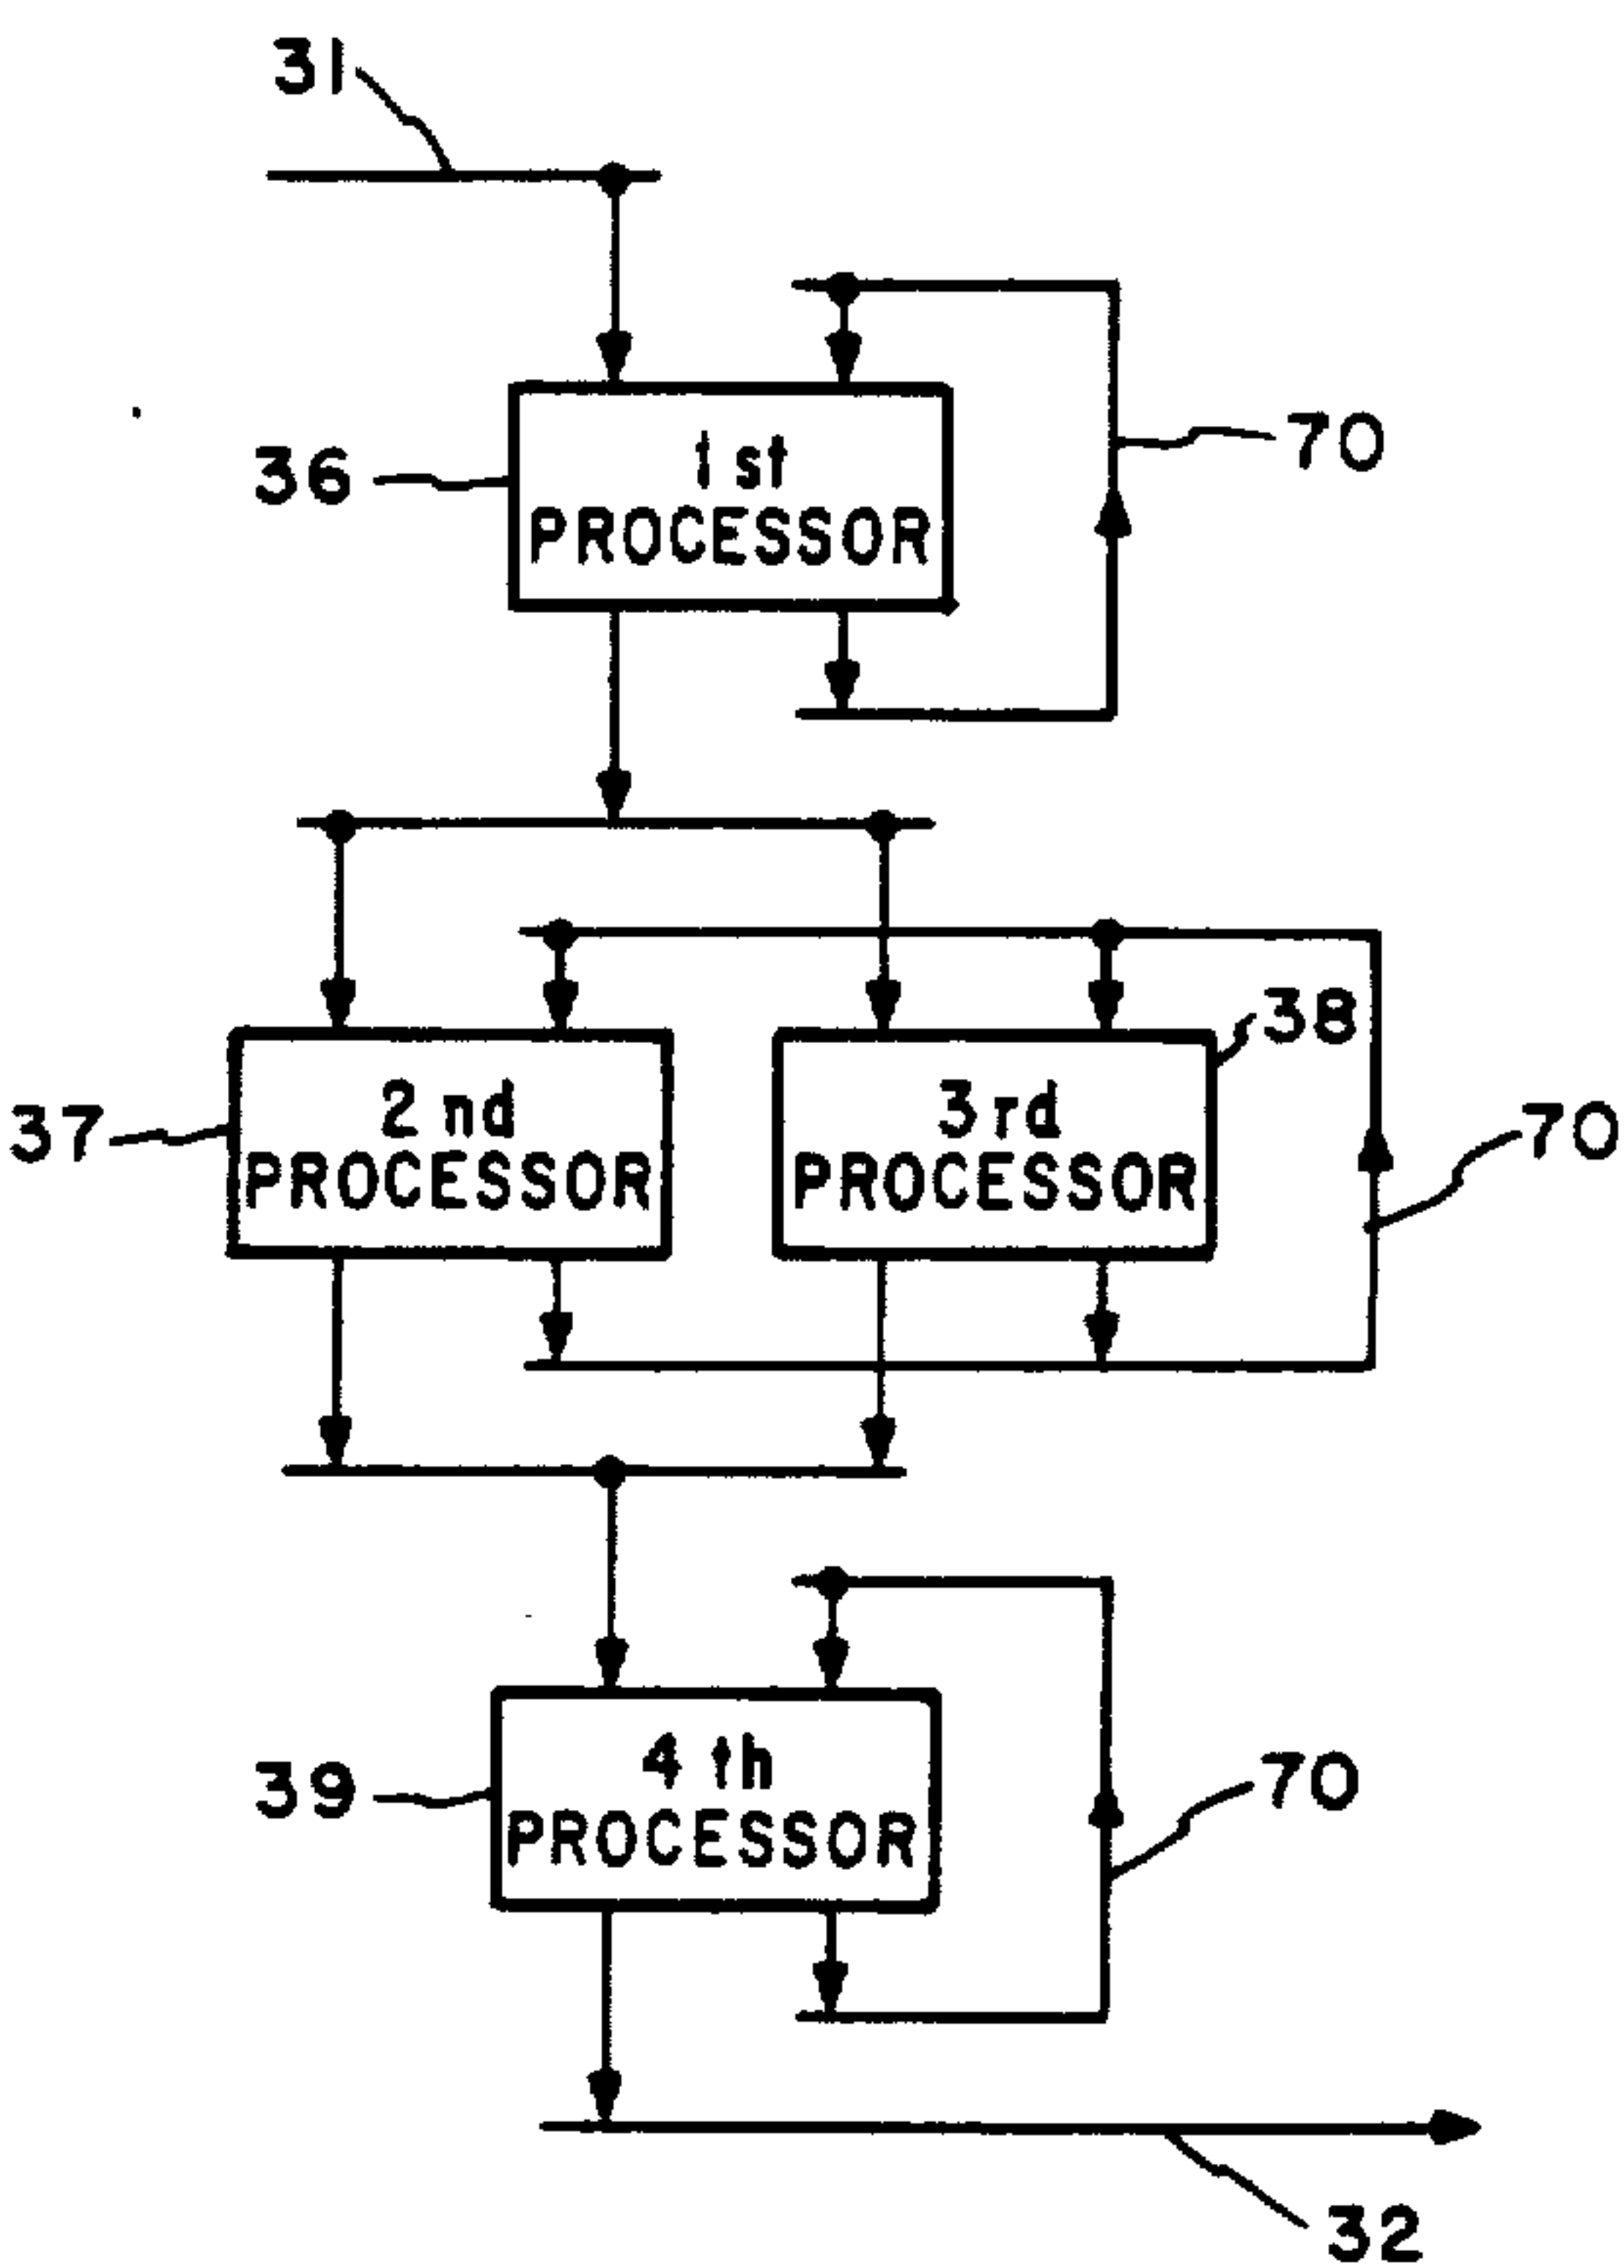 31
70
36
1st
PROCESSOR
38
37
2nd
PROCESSOR
3rd
PROCESSOR
70
39
4th
PROCESSOR
70
32